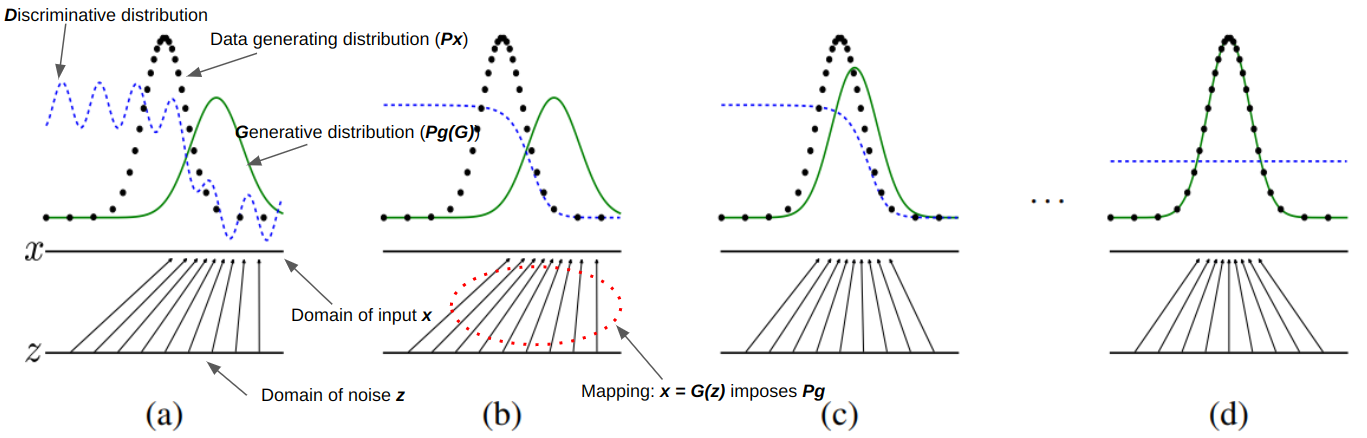 Discriminative distribution
Data generating distribution (Px)
Generative distribution (Pg(G))
x
Domain of input x
z
Domain of noise z
Mapping: x = G(z) imposes Pg
...
(a)
(b)
(c)
(d)